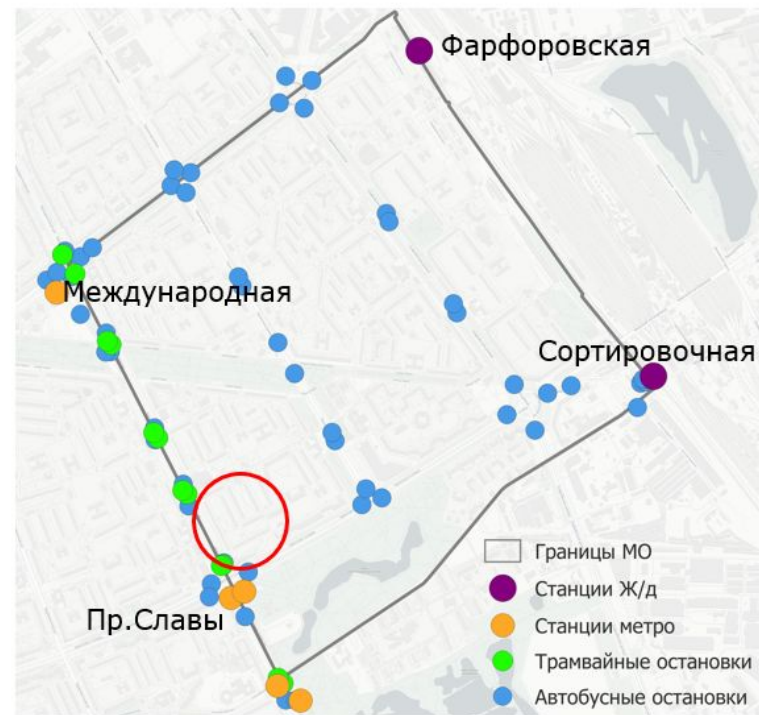 Фарфоровская
Международная
Сортировочная
Пр.Славы
Границы МО
Станции Ж/д
Станции метро
Трамвайные остановки
Автобусные остановки